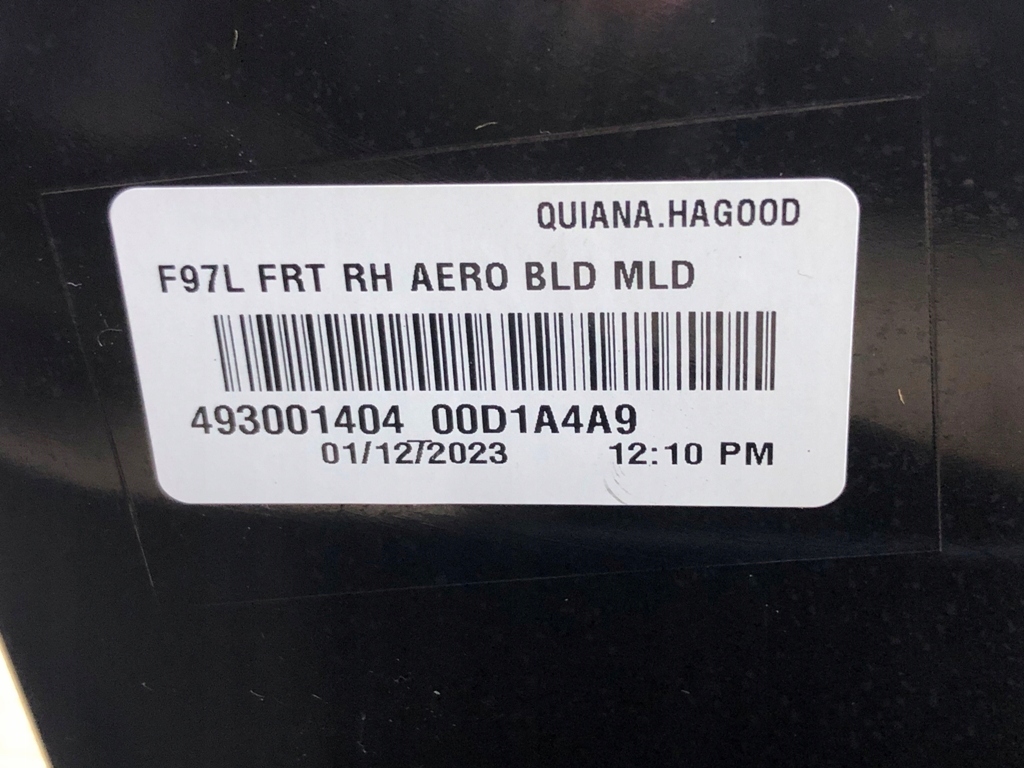 QUIANA.HAGOOD
F97L FRT RH AERO BLD MLD
493001404 00D1A4A9
01/12/2023 12:10 PM